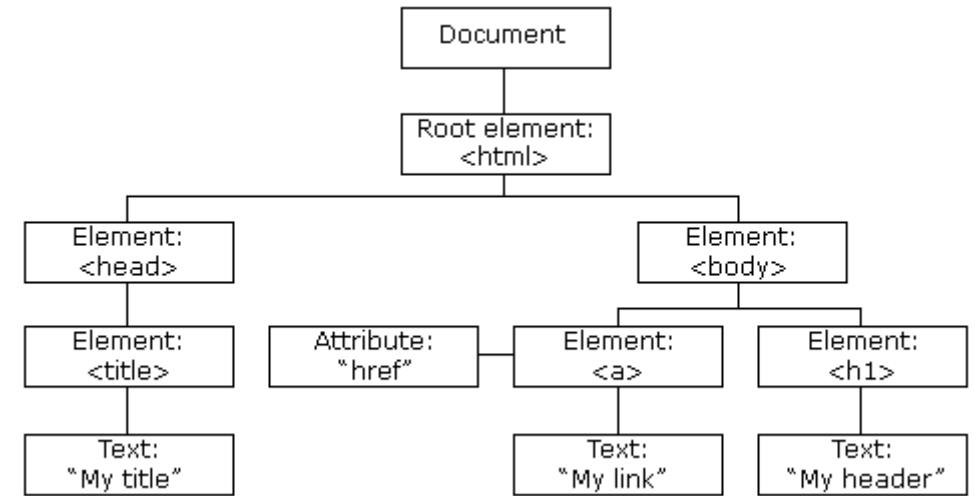 Document
Root element:
<html>
Element:
<head>
Element:
<body>
Element:
<title>
Attribute:
“href”
Element:
<a>
Element:
<h1>
Text:
“My title”
Text:
“My link”
Text:
“My header”